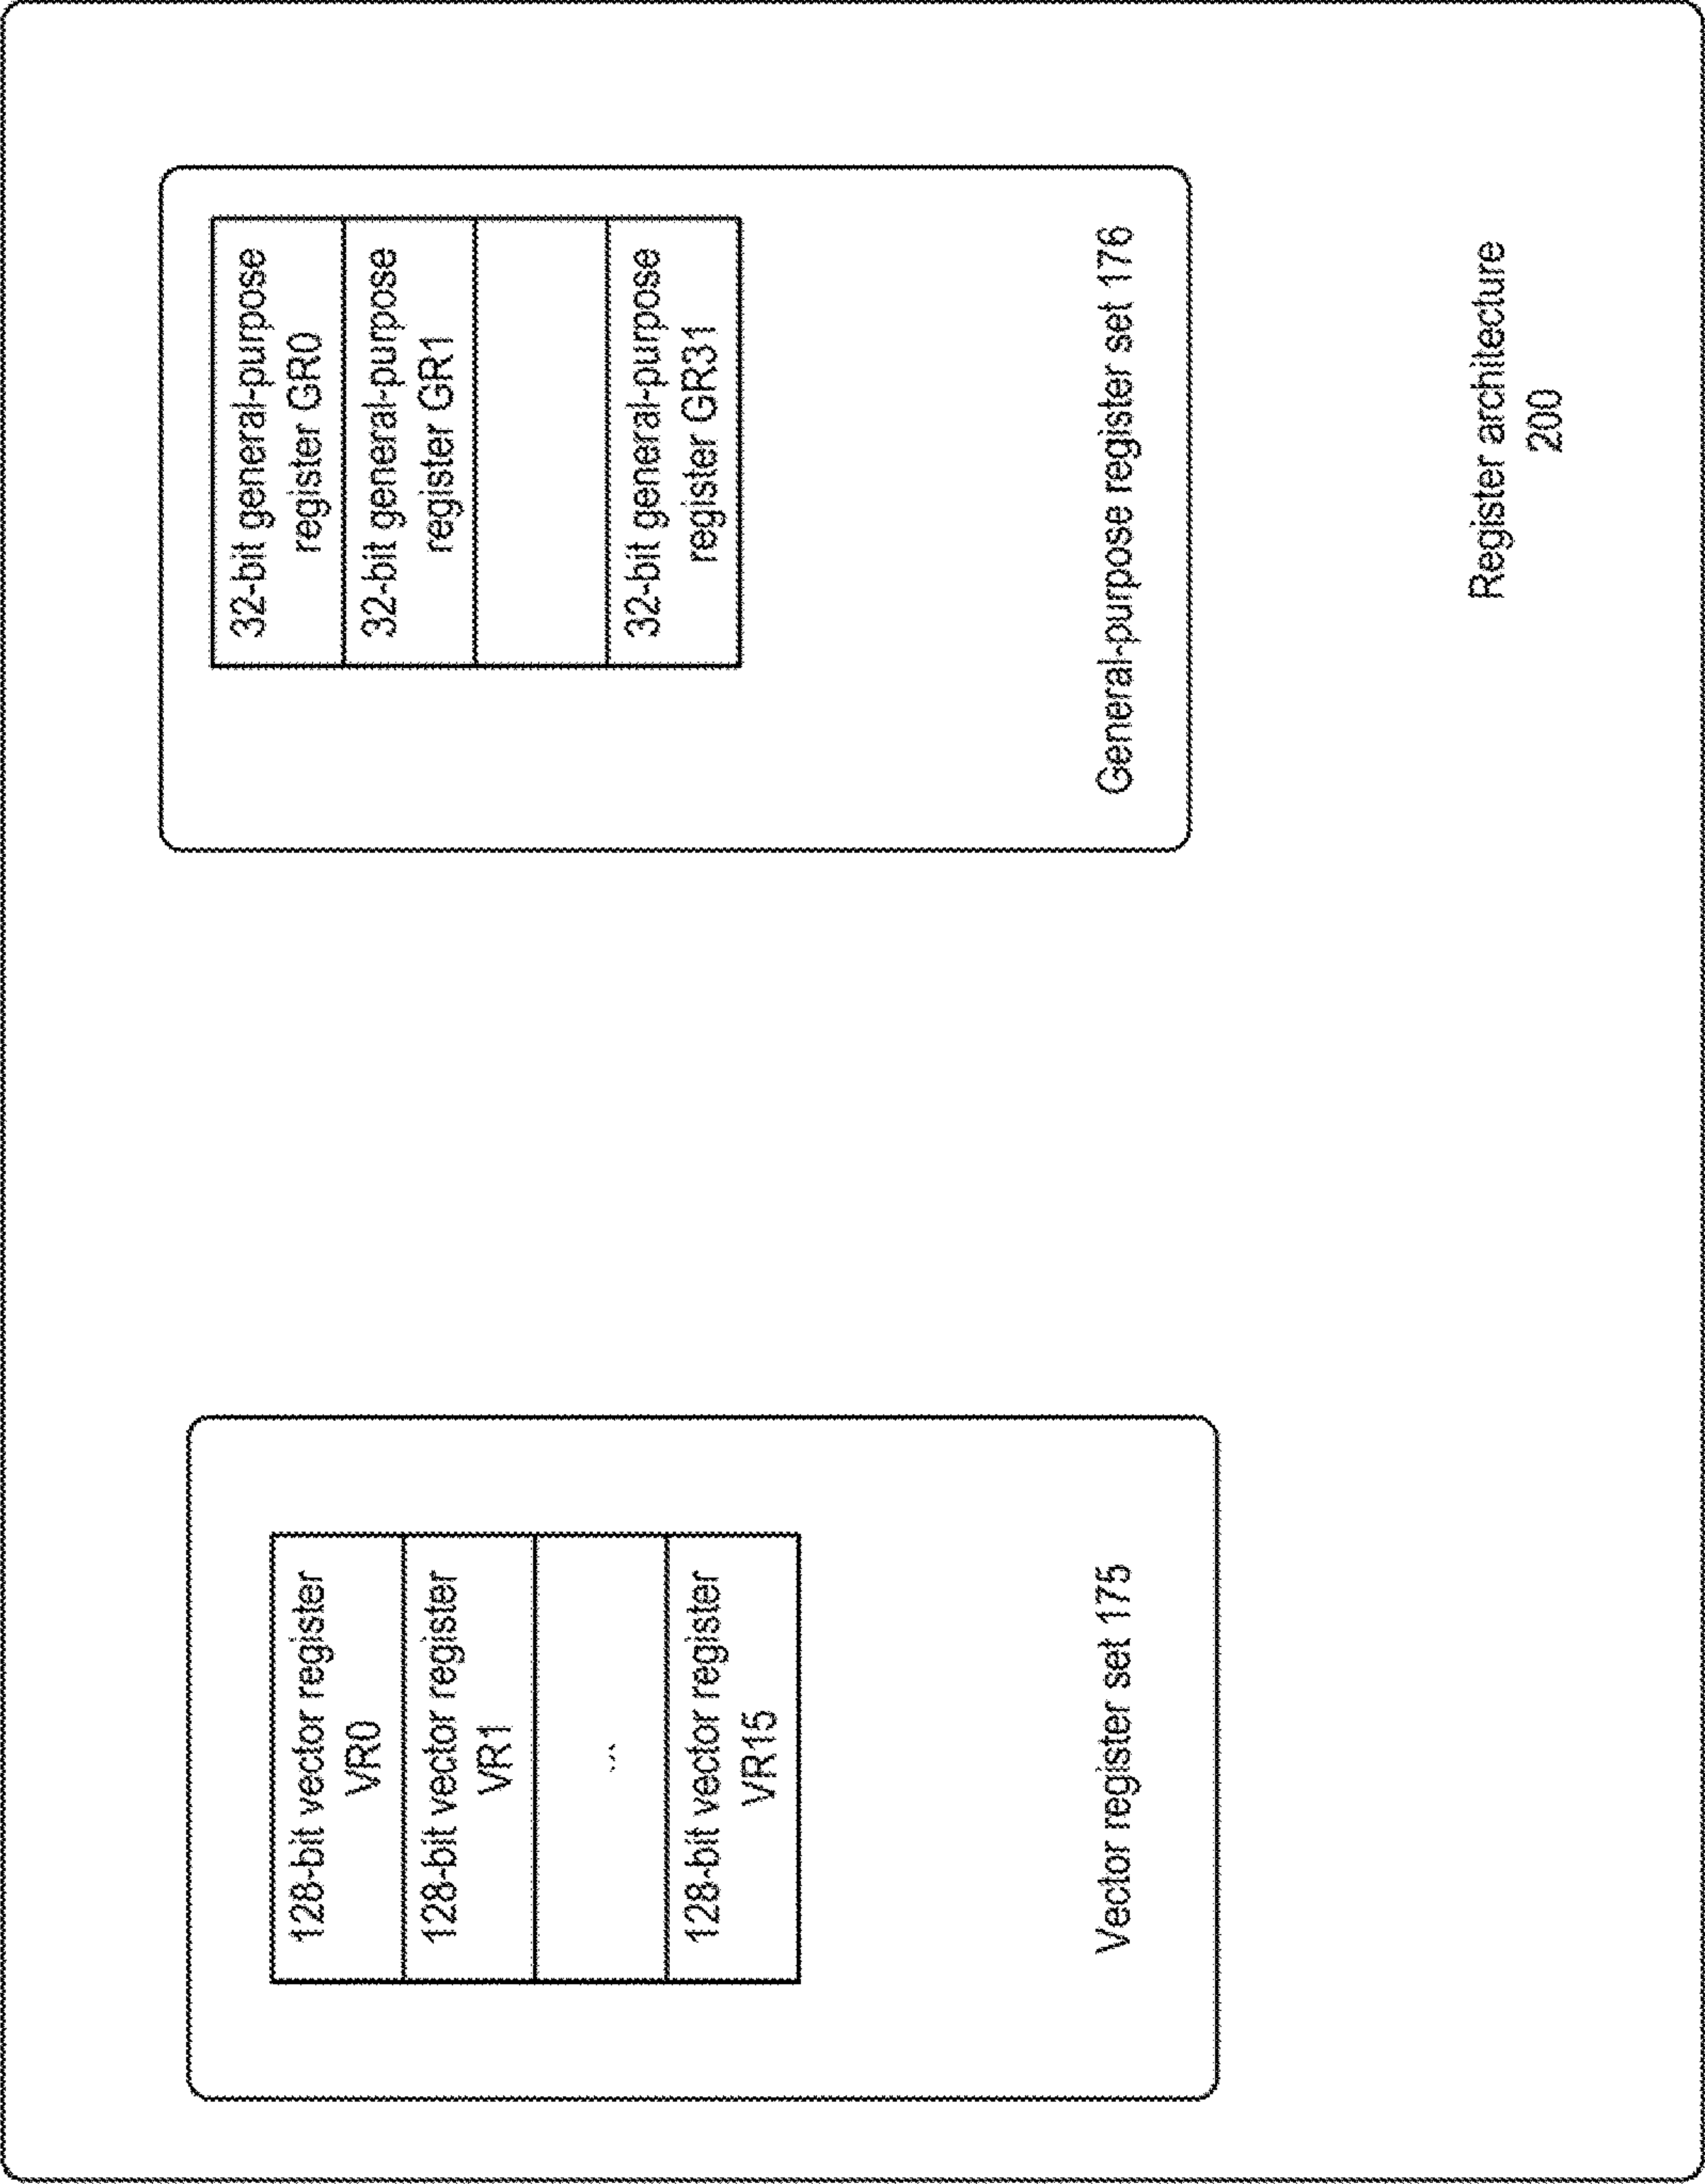 128-bit vector register
VR0
128-bit vector register
VR1
...
128-bit vector register
VR15
Vector register set 175
32-bit general-purpose
register GR0
32-bit general-purpose
register GR1
32-bit general-purpose
register GR31
General-purpose register set 176
Register architecture
200